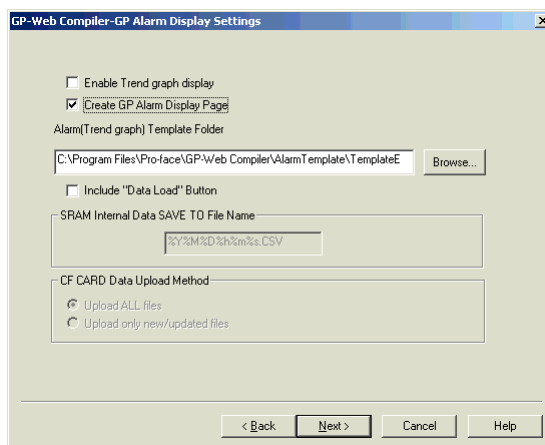 GP-Web Compiler-GP Alarm Display Settings
Enable Trend graph display
Create GP Alarm Display Page
Alarm(Trend graph) Template Folder
C:\Program Files\Pro-face\GP-Web Compiler\AlarmTemplate\TemplateE
Browse...
Include "Data Load" Button
SRAM Internal Data SAVE TO File Name
%Y%M%D%h%m%s.CSV
CF CARD Data Upload Method
Upload ALL files
Upload only new/updated files
< Back Next > Cancel Help